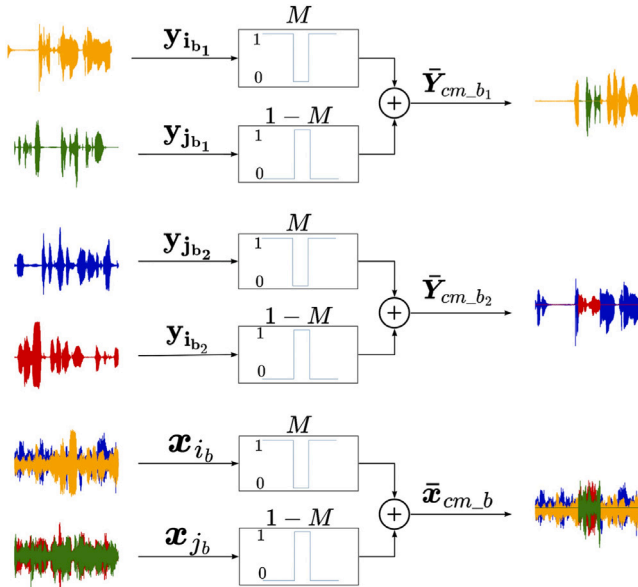 M
y_{i_{b_1}} 1 0 Ȳ_{cm_b_1}
+
1 − M
y_{j_{b_1}} 1 0
M
y_{j_{b_2}} 1 0 Ȳ_{cm_b_2}
+
1 − M
y_{i_{b_2}} 1 0
M
x_{i_b} 1 0 x̄_{cm_b}
+
1 − M
x_{j_b} 1 0